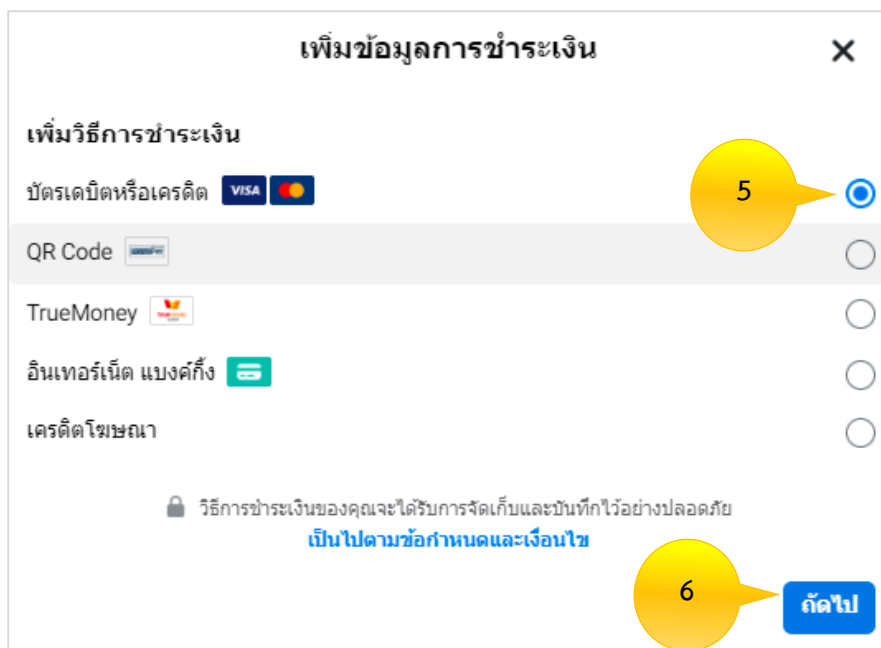 เพิ่มข้อมูลการชำระเงิน
เพิ่มวิธีการชำระเงิน
บัตรเดบิตหรือเครดิต VISA
5
QR Code
TrueMoney
อินเทอร์เน็ต แบงค์กิ้ง
เครดิตโฆษณา
วิธีการชำระเงินของคุณจะได้รับการจัดเก็บและบันทึกไว้อย่างปลอดภัย
เป็นไปตามข้อกำหนดและเงื่อนไข
6
ถัดไป